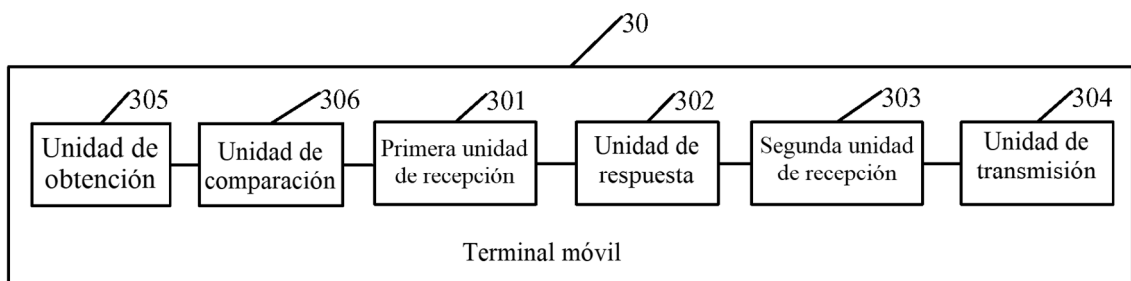 30
305
306
301
302
303
304
Unidad de
obtención
Unidad de
comparación
Primera unidad
de recepción
Unidad de
respuesta
Segunda unidad
de recepción
Unidad de
transmisión
Terminal móvil